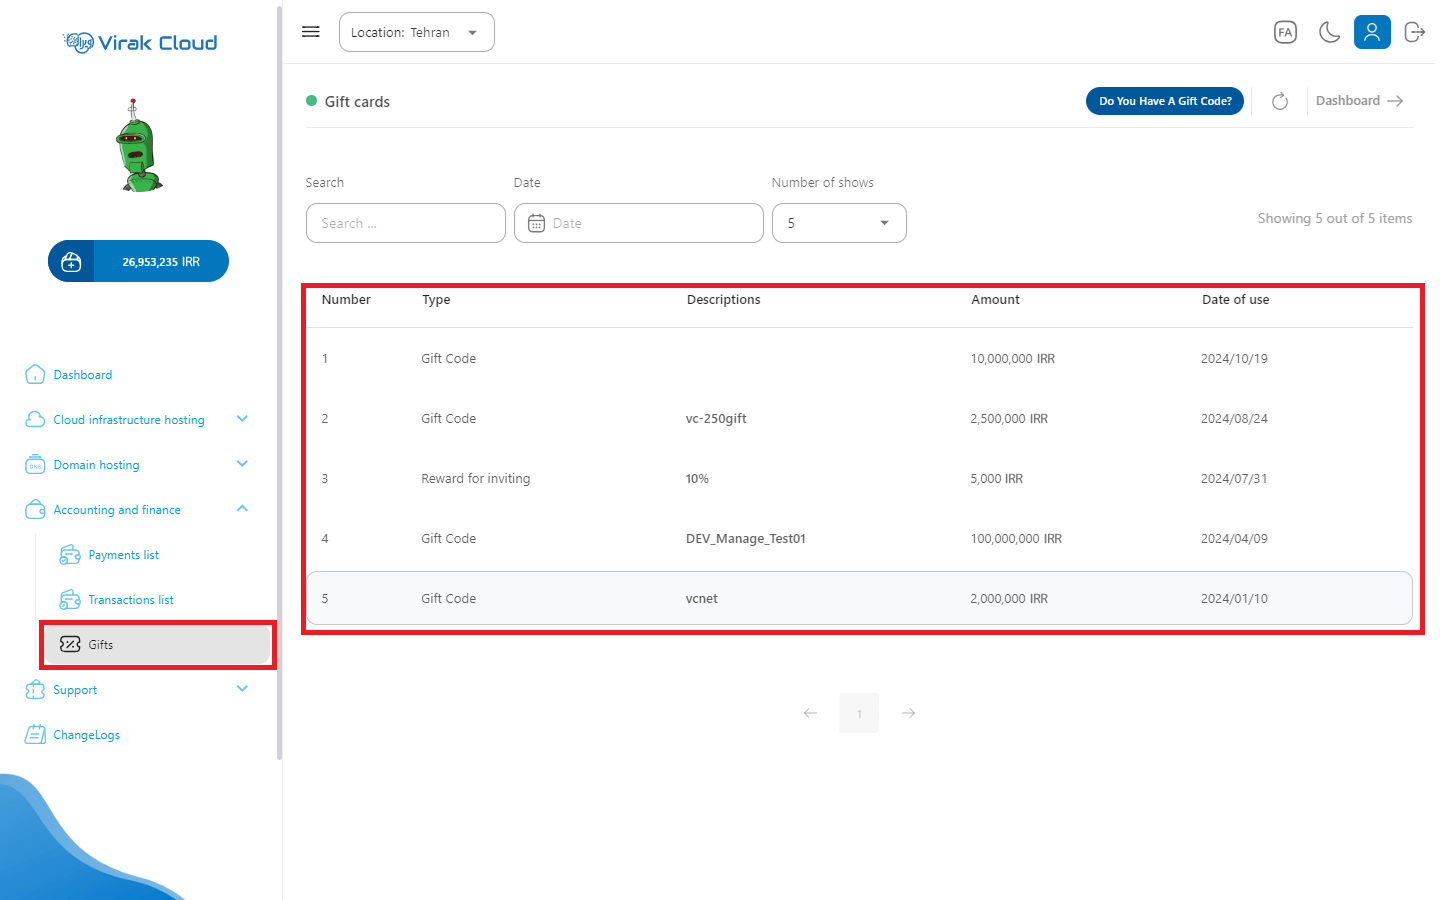 Virak Cloud
26,953,235 IRR
Dashboard
Cloud infrastructure hosting
DNS
Domain hosting
Accounting and finance
Payments list
Transactions list
Gifts
Support
ChangeLogs
Location: Tehran
FA
Gift cards
Do You Have A Gift Code?
Dashboard
Search
Date
Number of shows
Search ...
Date
5
Showing 5 out of 5 items
Number Type Descriptions Amount Date of use
1 Gift Code 10,000,000 IRR 2024/10/19
2 Gift Code vc-250gift 2,500,000 IRR 2024/08/24
3 Reward for inviting 10% 5,000 IRR 2024/07/31
4 Gift Code DEV_Manage_Test01 100,000,000 IRR 2024/04/09
5 Gift Code vcnet 2,000,000 IRR 2024/01/10
1